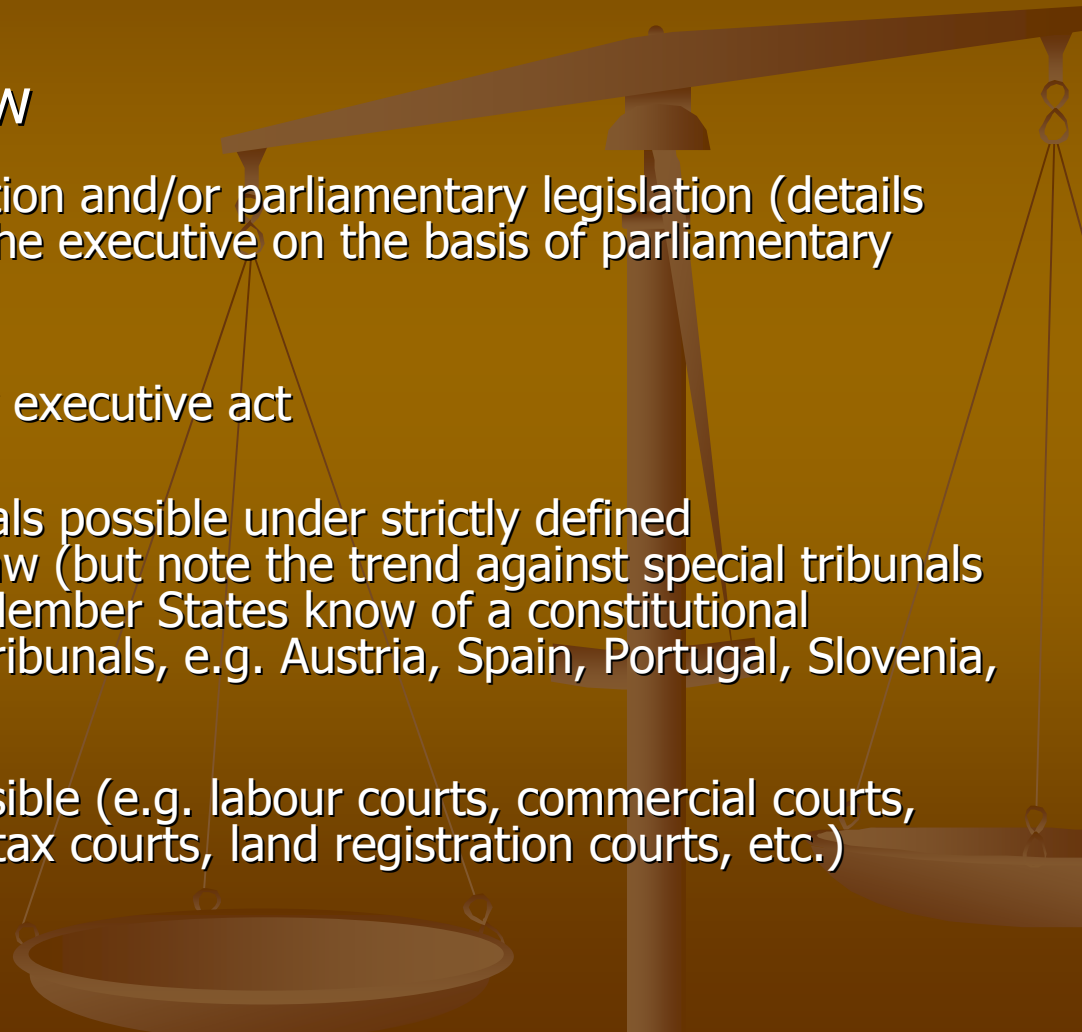 w
tion and/or parliamentary legislation (details
he executive on the basis of parliamentary
executive act
als possible under strictly defined
aw (but note the trend against special tribunals
Member States know of a constitutional
ribunals, e.g. Austria, Spain, Portugal, Slovenia,
sible (e.g. labour courts, commercial courts,
tax courts, land registration courts, etc.)